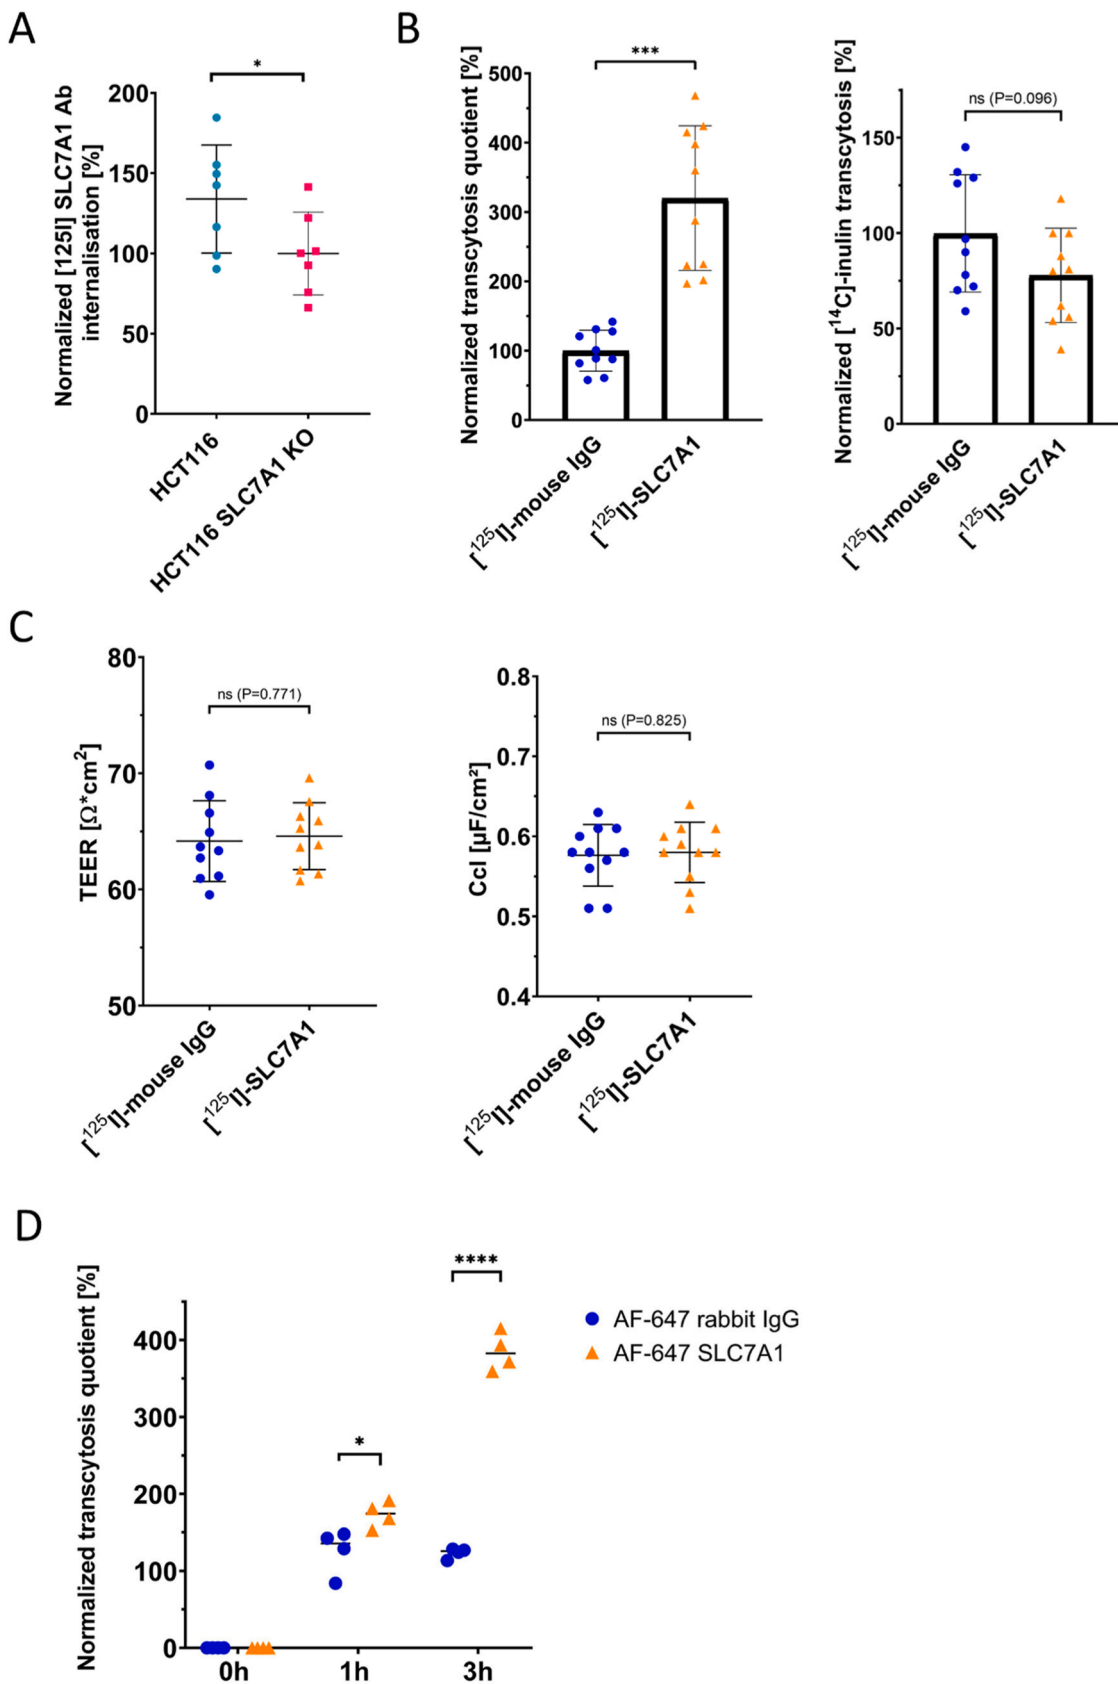 A
Normalized [125I] SLC7A1 Ab
internalisation [%]
200
150
100
50
0
*
HCT116
HCT116 SLC7A1 KO
B
Normalized transcytosis quotient [%]
500
400
300
200
100
0
***
[¹²⁵I]-mouse IgG
[¹²⁵I]-SLC7A1
Normalized [¹⁴C]-inulin transcytosis [%]
150
100
50
0
ns (P=0.096)
[¹²⁵I]-mouse IgG
[¹²⁵I]-SLC7A1
C
TEER [Ω*cm²]
80
70
60
50
ns (P=0.771)
[¹²⁵I]-mouse IgG
[¹²⁵I]-SLC7A1
Ccl [µF/cm²]
0.8
0.7
0.6
0.5
0.4
ns (P=0.825)
[¹²⁵I]-mouse IgG
[¹²⁵I]-SLC7A1
D
Normalized transcytosis quotient [%]
400
300
200
100
0
*
****
0h
1h
3h
AF-647 rabbit IgG
AF-647 SLC7A1